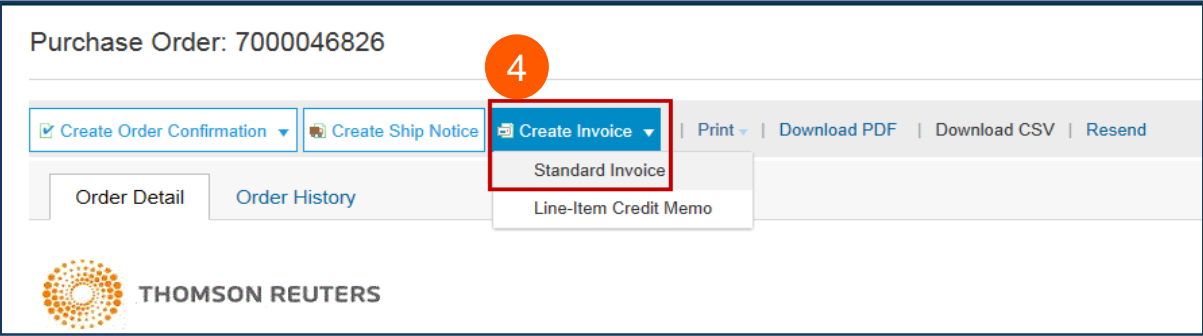 Purchase Order: 7000046826
4
Create Order Confirmation Create Ship Notice Create Invoice | Print | Download PDF | Download CSV | Resend
Standard Invoice
Order Detail Order History
Line-Item Credit Memo
THOMSON REUTERS